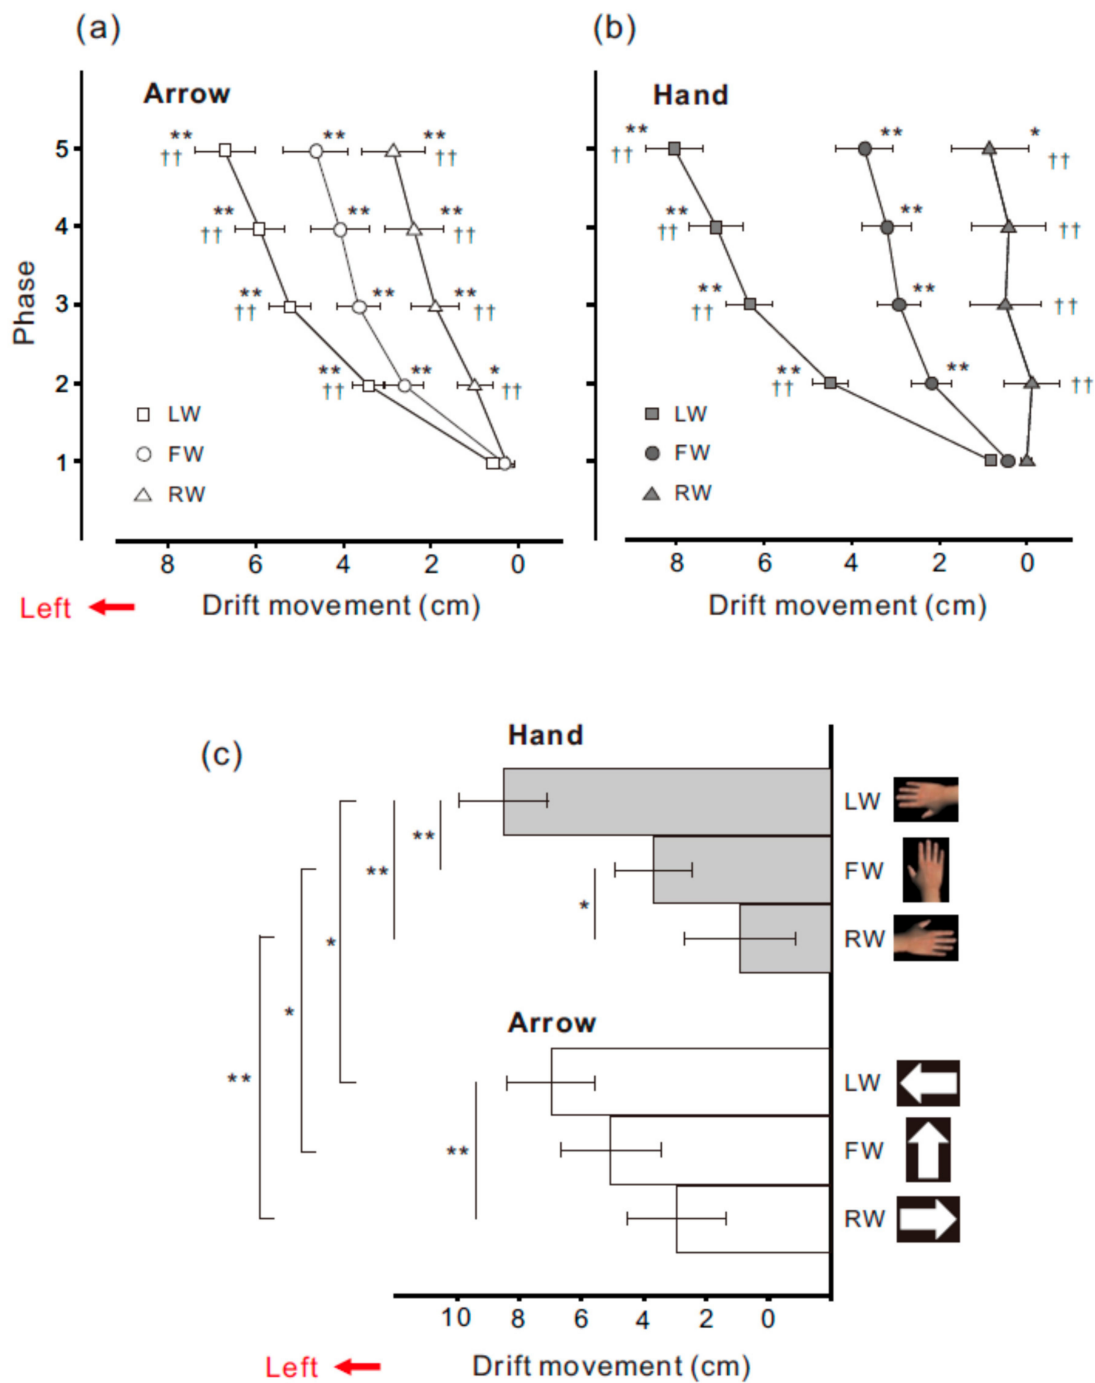 (a)
(b)
Arrow
Hand
Phase
5
** †† ** ** ††
** †† ** * ††
4
** †† ** ** ††
** †† ** ††
3
** †† ** ** ††
** †† ** ††
2
** †† ** * ††
** †† ** ††
1
LW
FW
RW
LW
FW
RW
8 6 4 2 0
8 6 4 2 0
Left
Drift movement (cm)
Drift movement (cm)
(c)
Hand
LW
**
**
FW
*
RW
*
*
**
Arrow
LW
**
FW
RW
10 8 6 4 2 0
Left
Drift movement (cm)